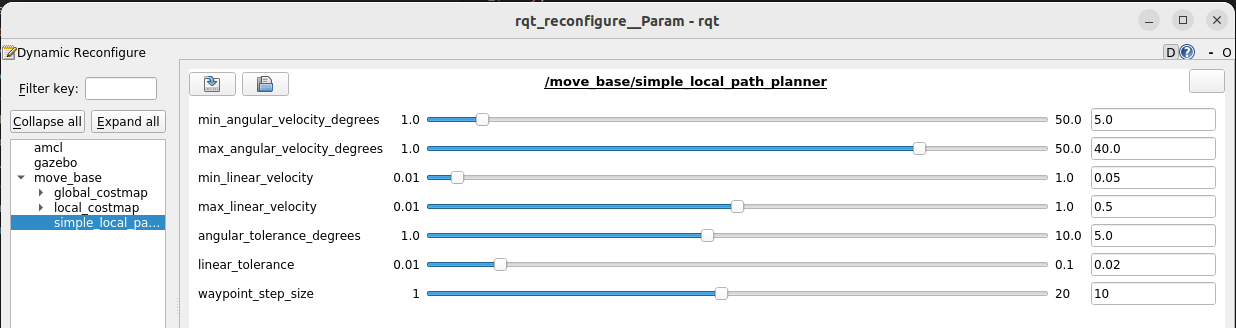 rqt_reconfigure__Param - rqt
Dynamic Reconfigure
D ? - O
Filter key:
Collapse all Expand all
amcl
gazebo
move_base
global_costmap
local_costmap
simple_local_pa...
/move_base/simple_local_path_planner
min_angular_velocity_degrees 1.0 50.0 5.0
max_angular_velocity_degrees 1.0 50.0 40.0
min_linear_velocity 0.01 1.0 0.05
max_linear_velocity 0.01 1.0 0.5
angular_tolerance_degrees 1.0 10.0 5.0
linear_tolerance 0.01 0.1 0.02
waypoint_step_size 1 20 10